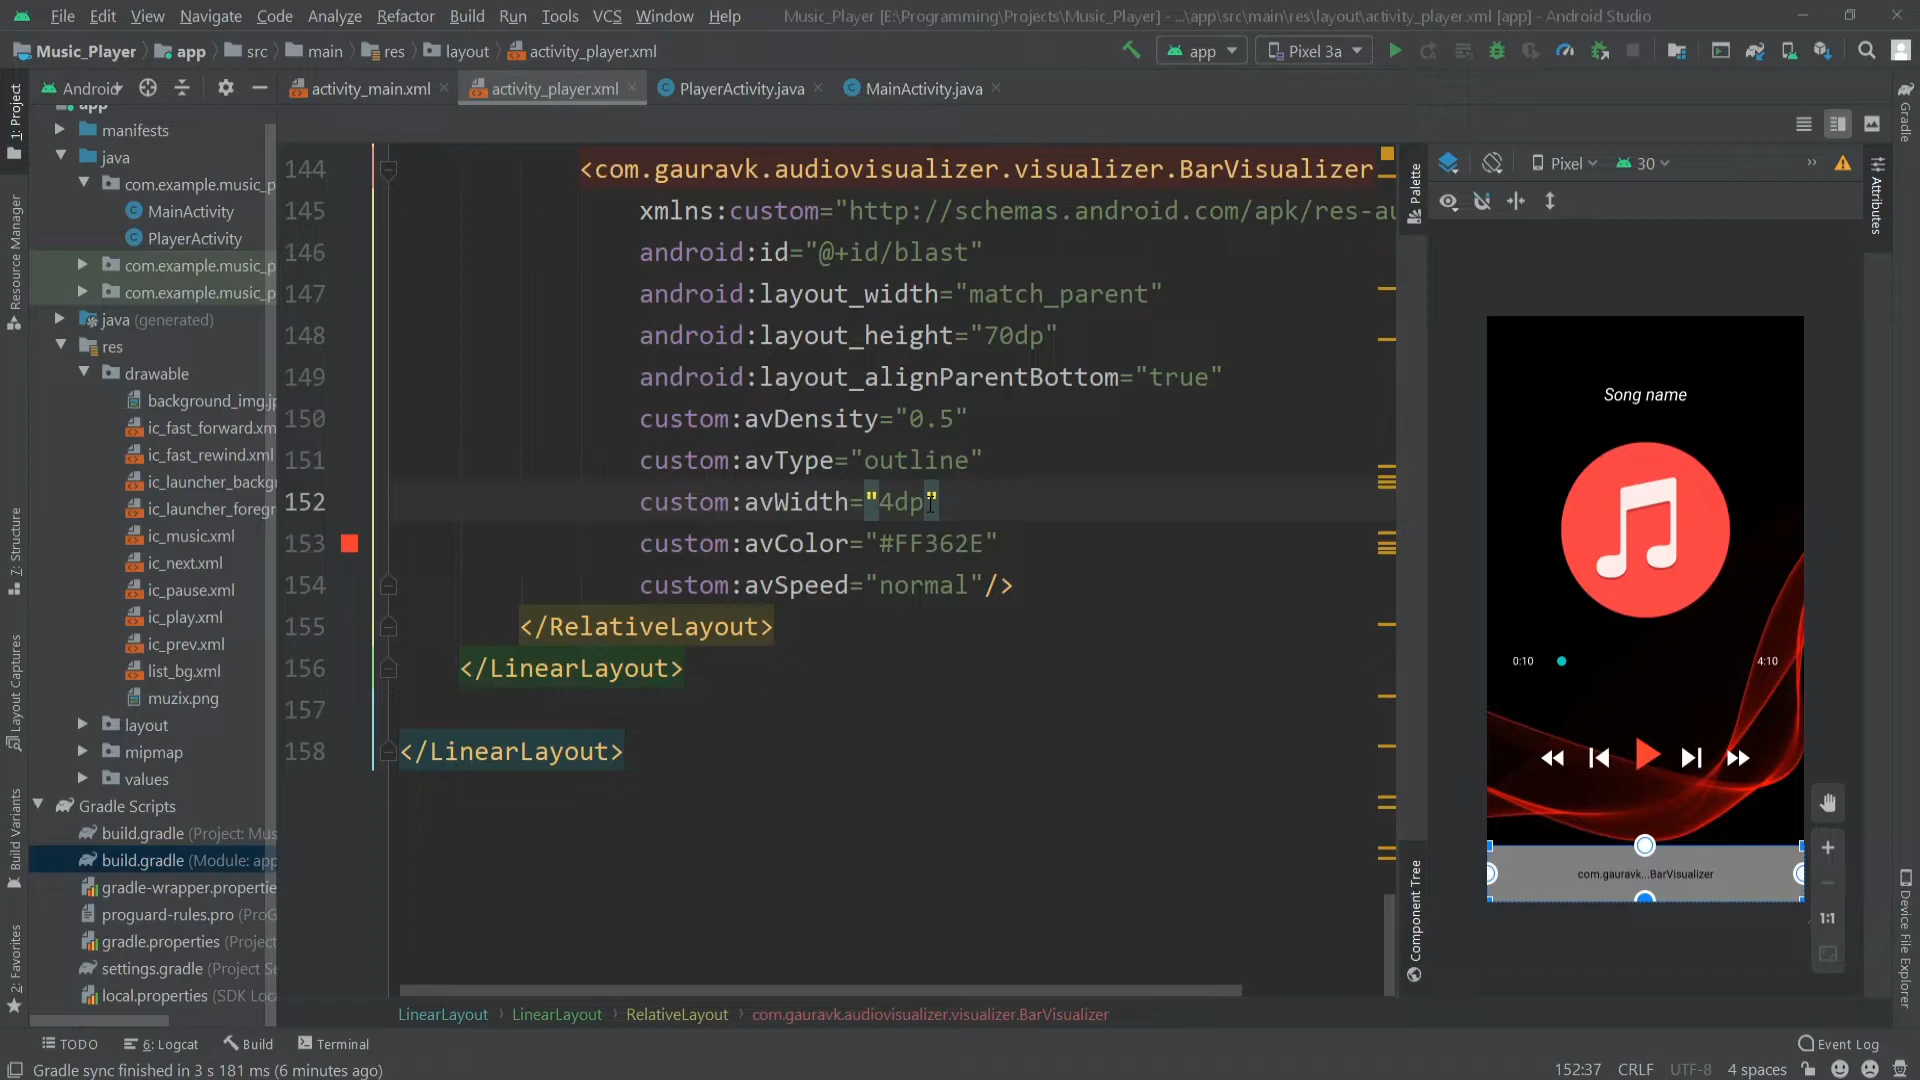 File Edit View Navigate Code Analyze Refactor Build Run Tools VCS Window Help Music_Player [E:\Programming\Projects\Music_Player] - ...\app\src\main\res\layout\activity_player.xml [app] - Android Studio
Music_Player app src main res layout activity_player.xml app Pixel 3a
Android activity_main.xml activity_player.xml PlayerActivity.java MainActivity.java
1: Project
Resource Manager
7: Structure
Layout Captures
Build Variants
2: Favorites
app
manifests
java
com.example.music_p
MainActivity
PlayerActivity
com.example.music_p
com.example.music_p
java (generated)
res
drawable
background_img.jp
ic_fast_forward.xm
ic_fast_rewind.xml
ic_launcher_backg
ic_launcher_foregr
ic_music.xml
ic_next.xml
ic_pause.xml
ic_play.xml
ic_prev.xml
list_bg.xml
muzix.png
layout
mipmap
values
Gradle Scripts
build.gradle (Project: Mus
build.gradle (Module: app
gradle-wrapper.propertie
proguard-rules.pro (ProG
gradle.properties (Project
settings.gradle (Project Se
local.properties (SDK Loc
144 <com.gauravk.audiovisualizer.visualizer.BarVisualizer
145 xmlns:custom="http://schemas.android.com/apk/res-au
146 android:id="@+id/blast"
147 android:layout_width="match_parent"
148 android:layout_height="70dp"
149 android:layout_alignParentBottom="true"
150 custom:avDensity="0.5"
151 custom:avType="outline"
152 custom:avWidth="4dp"
153 custom:avColor="#FF362E"
154 custom:avSpeed="normal"/>
155 </RelativeLayout>
156 </LinearLayout>
157
158 </LinearLayout>
LinearLayout LinearLayout RelativeLayout com.gauravk.audiovisualizer.visualizer.BarVisualizer
Palette
Component Tree
Pixel 30
Song name
0:10 4:10
com.gauravk...BarVisualizer
1:1
Gradle
Attributes
Device File Explorer
TODO 6: Logcat Build Terminal Event Log
Gradle sync finished in 3 s 181 ms (6 minutes ago) 152:37 CRLF UTF-8 4 spaces